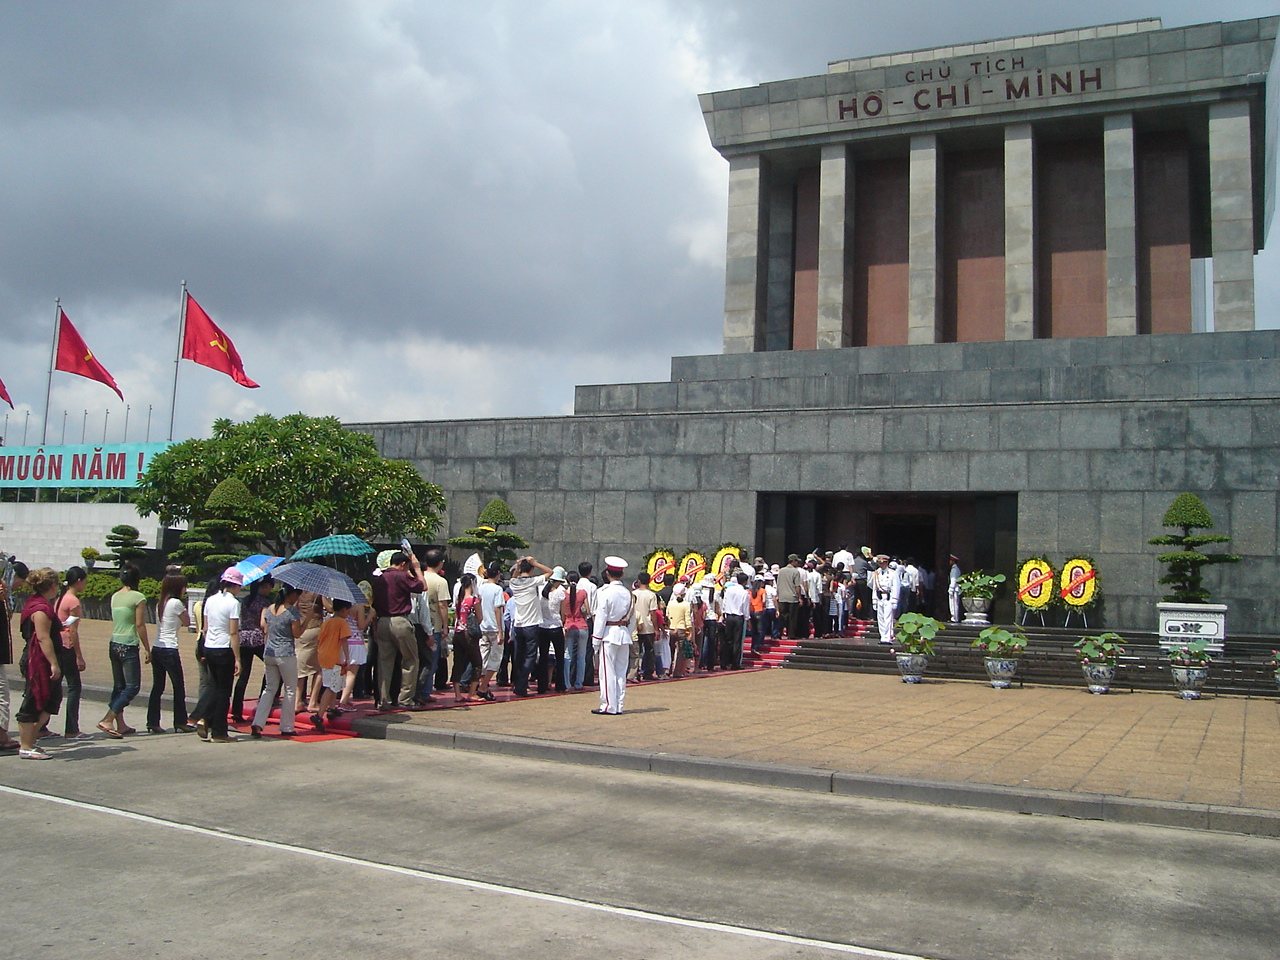 CHỦ TỊCH
HỒ - CHÍ - MINH
MUÔN NĂM !